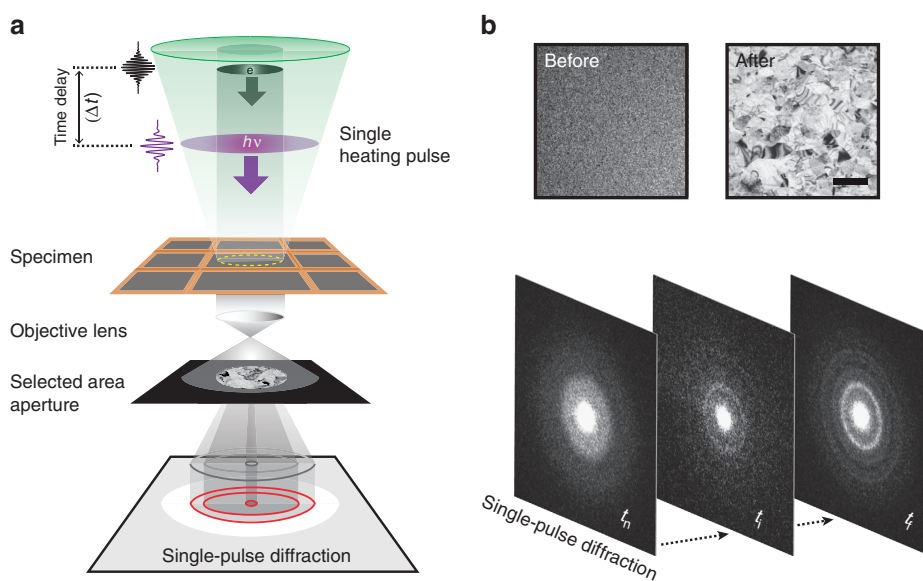 a
Time delay
(Δt)
e
hν
Single
heating pulse
Specimen
Objective lens
Selected area
aperture
Single-pulse diffraction
b
Before
After
tn
ti
tf
Single-pulse diffraction